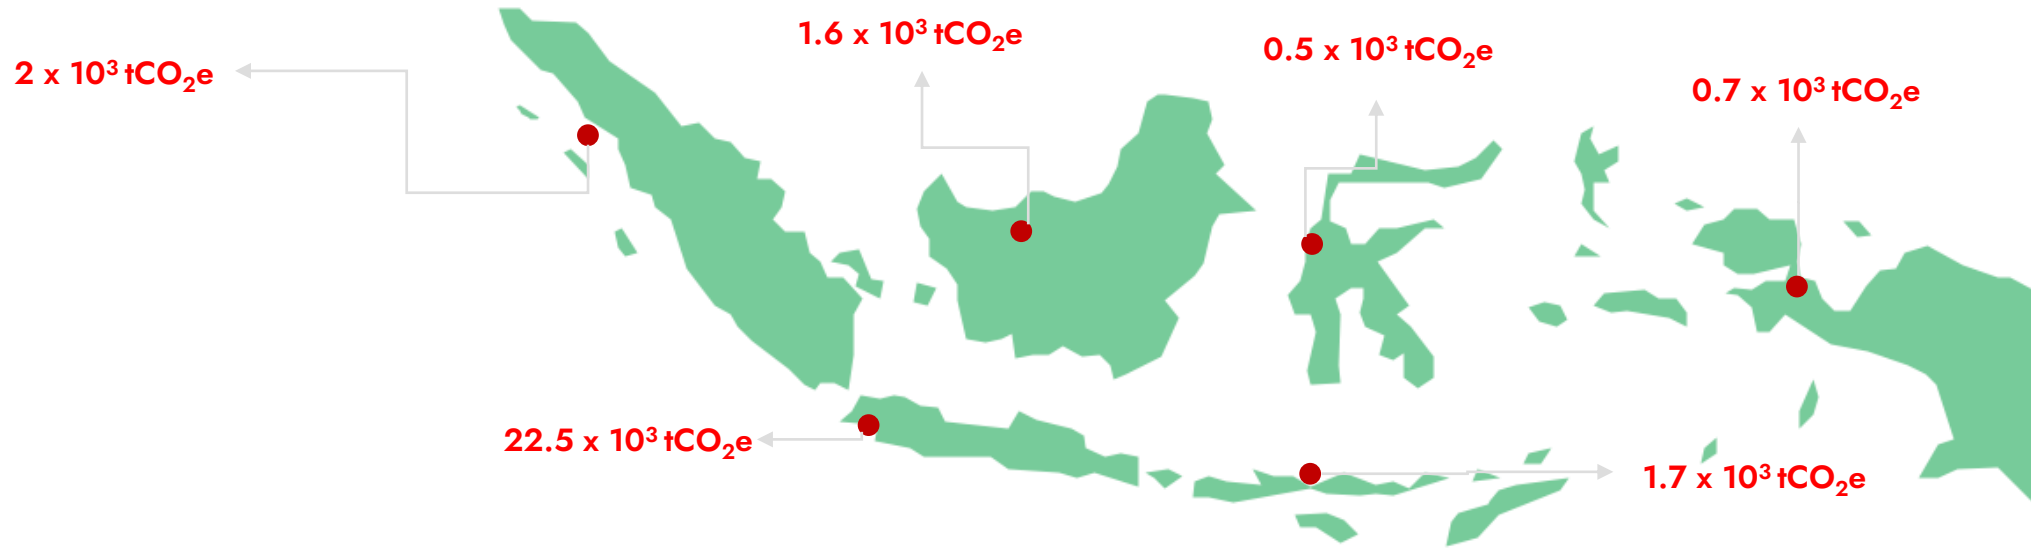 2 x 10³ tCO₂e
1.6 x 10³ tCO₂e
0.5 x 10³ tCO₂e
0.7 x 10³ tCO₂e
22.5 x 10³ tCO₂e
1.7 x 10³ tCO₂e